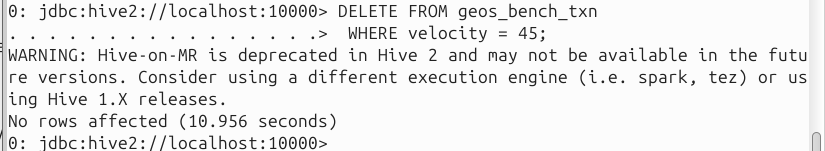 0: jdbc:hive2://localhost:10000> DELETE FROM geos_bench_txn
. . . . . . . . . . . . . . . .>  WHERE velocity = 45;
WARNING: Hive-on-MR is deprecated in Hive 2 and may not be available in the futu
re versions. Consider using a different execution engine (i.e. spark, tez) or us
ing Hive 1.X releases.
No rows affected (10.956 seconds)
0: jdbc:hive2://localhost:10000>